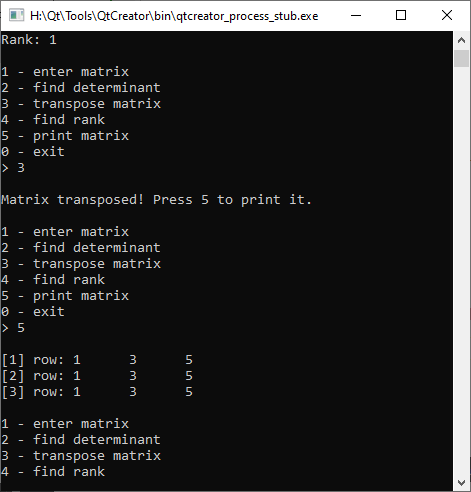 H:\Qt\Tools\QtCreator\bin\qtcreator_process_stub.exe
Rank: 1
1 - enter matrix
2 - find determinant
3 - transpose matrix
4 - find rank
5 - print matrix
0 - exit
> 3
Matrix transposed! Press 5 to print it.
1 - enter matrix
2 - find determinant
3 - transpose matrix
4 - find rank
5 - print matrix
0 - exit
> 5
[1] row: 1 3 5
[2] row: 1 3 5
[3] row: 1 3 5
1 - enter matrix
2 - find determinant
3 - transpose matrix
4 - find rank